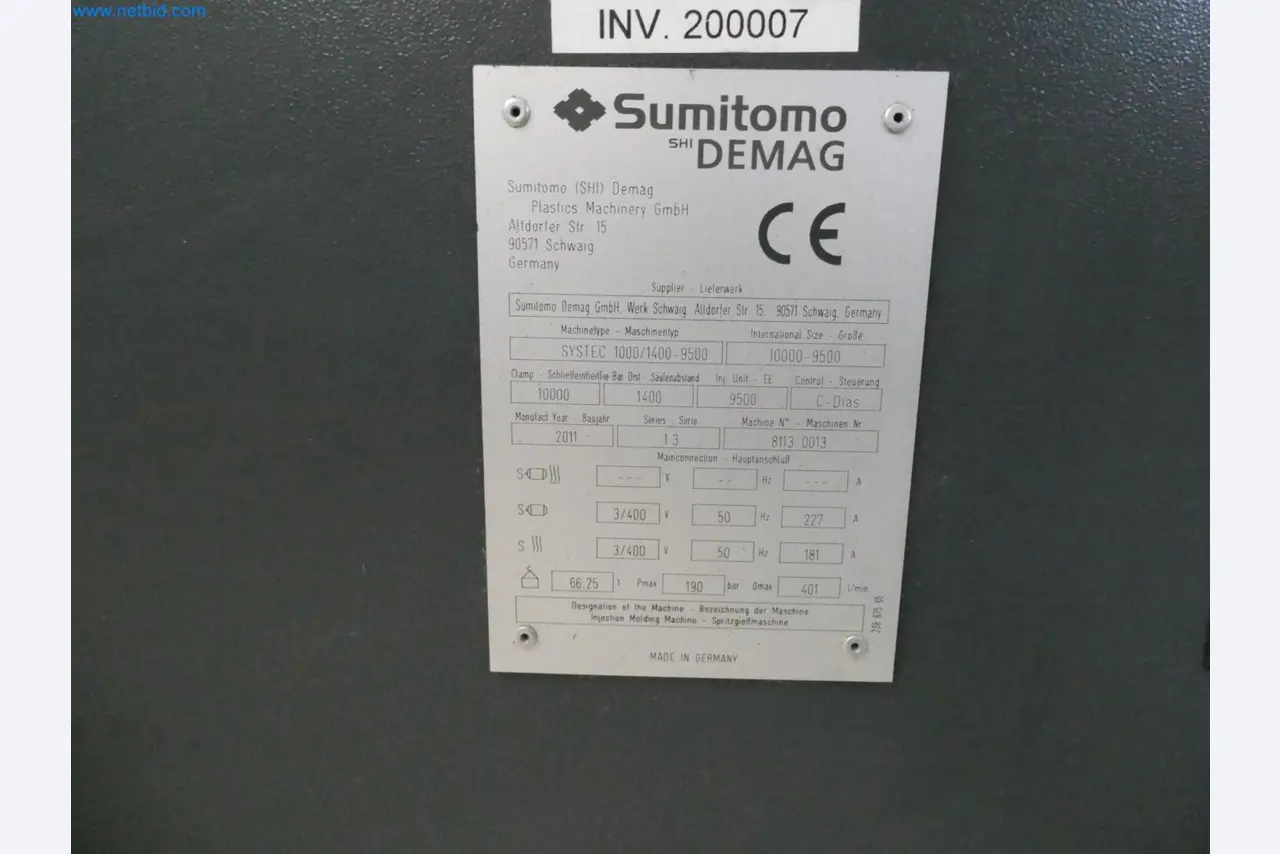 www.netbid.com
INV. 200007
Sumitomo
SHI DEMAG
Sumitomo (SHI) Demag
Plastics Machinery GmbH
Altdorfer Str 15
90571 Schwaig
Germany
CE
Supplier - Lieferwerk
Sumitomo Demag GmbH, Werk Schwaig, Altdorfer Str 15, 90571 Schwaig, Germany
Machinetype - Maschinentyp International Size - Größe
SYSTEC 1000/1400-9500 10000-9500
Clamp - Schließeinheit Tie Bar Dist - Säulenabstand Inj Unit - EE Control - Steuerung
10000 1400 9500 C-Dias
Manufact Year - Baujahr Series - Serie Machine N° - Maschinen Nr
2011 13 8113 0013
Mainconnection - Hauptanschluß
S --- V -- Hz --- A
S 3/400 V 50 Hz 227 A
S 3/400 V 50 Hz 181 A
66.25 t Pmax 190 bar Qmax 401 l/min
Designation of the Machine - Bezeichnung der Maschine
Injection Molding Machine - Spritzgießmaschine
238 675 65
MADE IN GERMANY